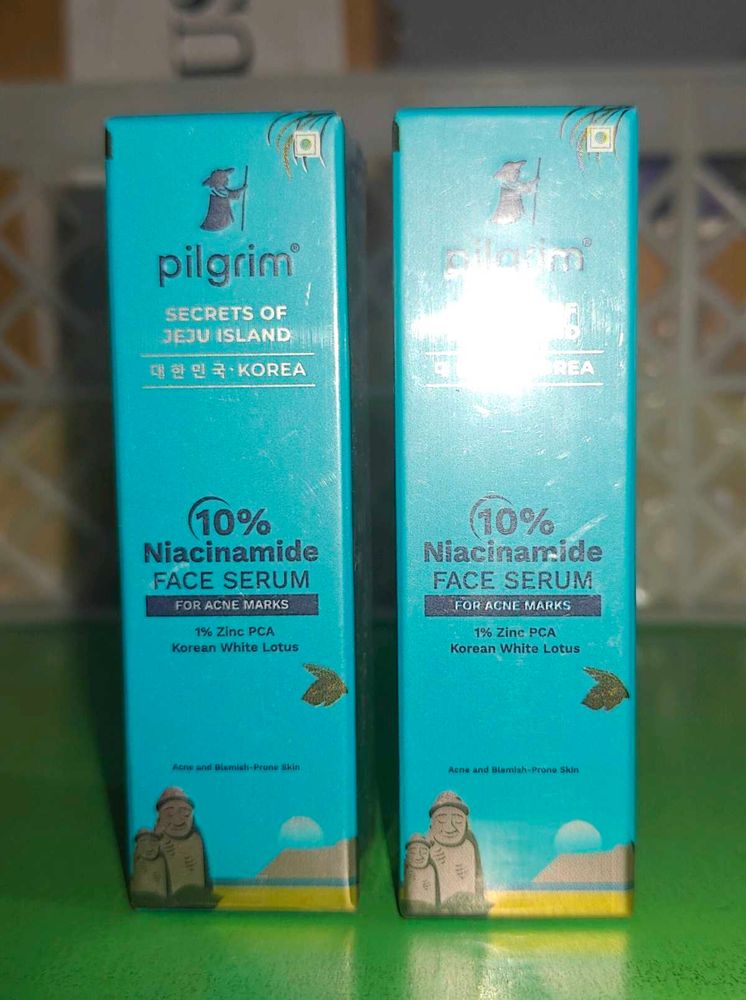 US
pilgrim®
SECRETS OF
JEJU ISLAND
대한민국·KOREA
10%
Niacinamide
FACE SERUM
FOR ACNE MARKS
1% Zinc PCA
Korean White Lotus
Acne and Blemish-Prone Skin
pilgrim®
REA
10%
Niacinamide
FACE SERUM
FOR ACNE MARKS
1% Zinc PCA
Korean White Lotus
Acne and Blemish-Prone Skin